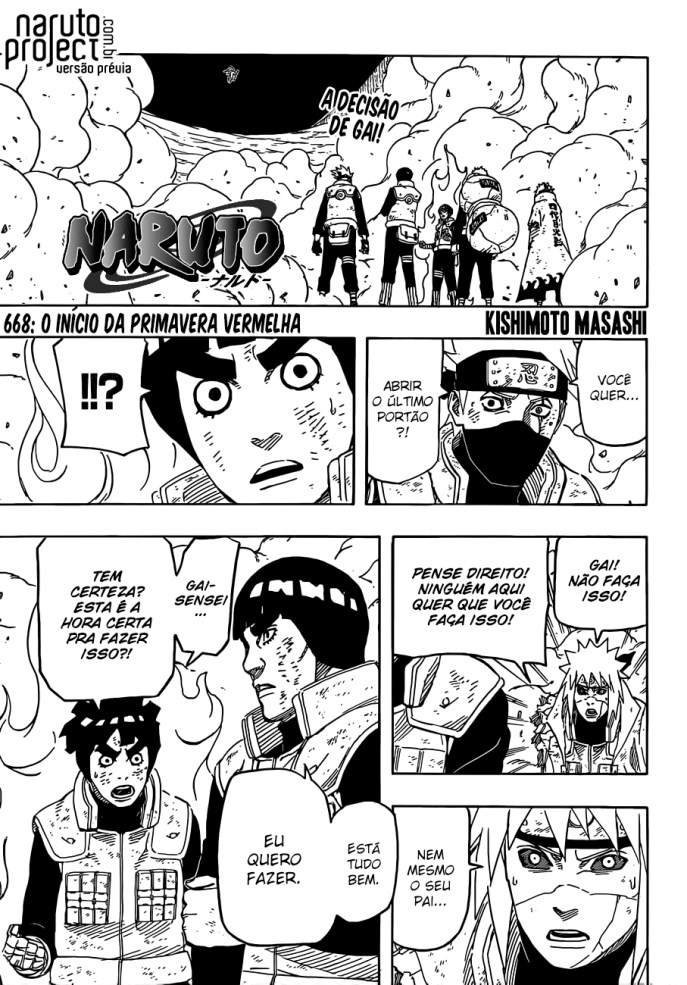 naruto
project
.com.br
versão prévia
A DECISÃO
DE GAI!
NARUTO
ーナルトー
668: O INÍCIO DA PRIMAVERA VERMELHA
KISHIMOTO MASASHI
VOCÊ
QUER...
忍
ABRIR
O ÚLTIMO
PORTÃO
?!
!!?
GAI!
NÃO FAÇA
ISSO!
PENSE DIREITO!
NINGUÉM AQUI
QUER QUE VOCÊ
FAÇA ISSO!
NEM
MESMO
O SEU
PAI...
GAI-
SENSEI
...
TEM
CERTEZA?
ESTA É A
HORA CERTA
PRA FAZER
ISSO?!
ESTÁ
TUDO
BEM.
EU
QUERO
FAZER.